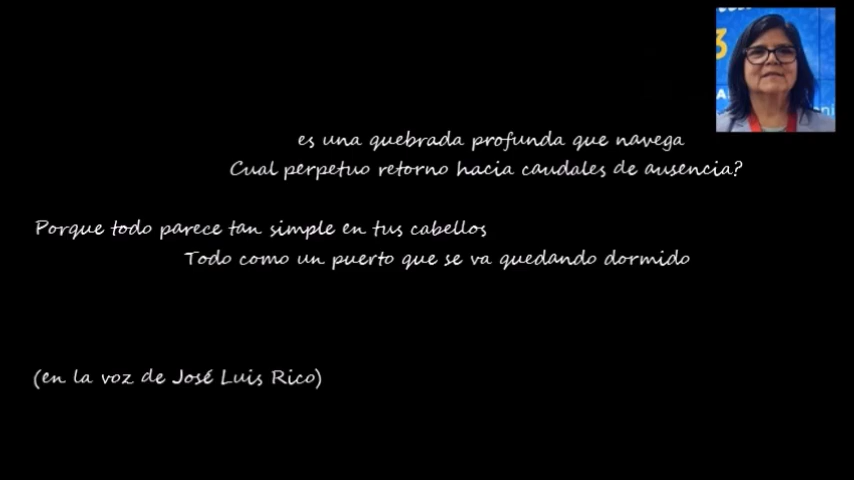 3
es una quebrada profunda que navega
Cual perpetuo retorno hacia caudales de ausencia?
Porque todo parece tan simple en tus cabellos
Todo como un puerto que se va quedando dormido
(en la voz de José Luis Rico)